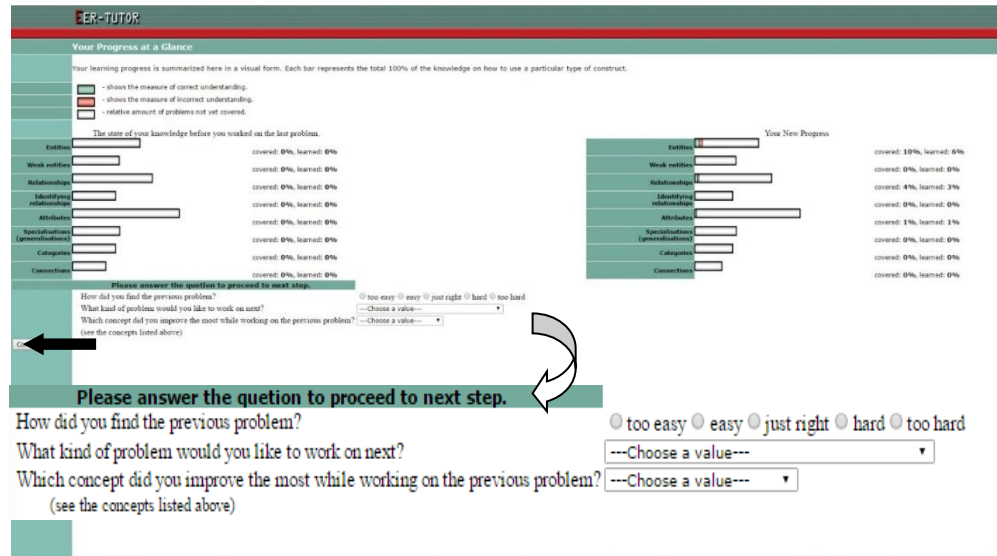 EER-TUTOR
Your Progress at a Glance
Your learning progress is summarized here in a visual form. Each bar represents the total 100% of the knowledge on how to use a particular type of construct.
- shows the measure of correct understanding.
- shows the measure of incorrect understanding.
- relative amount of problems not yet covered.
The state of your knowledge before you worked on the last problem.
Entities
covered: 0%, learned: 0%
Weak entities
covered: 0%, learned: 0%
Relationships
covered: 0%, learned: 0%
Identifying
relationships
covered: 0%, learned: 0%
Attributes
covered: 0%, learned: 0%
Specialisations
(generalisations)
covered: 0%, learned: 0%
Categories
covered: 0%, learned: 0%
Connections
covered: 0%, learned: 0%
Your New Progress
Entities
covered: 10%, learned: 6%
Weak entities
covered: 0%, learned: 0%
Relationships
covered: 4%, learned: 3%
Identifying
relationships
covered: 0%, learned: 0%
Attributes
covered: 1%, learned: 1%
Specialisations
(generalisations)
covered: 0%, learned: 0%
Categories
covered: 0%, learned: 0%
Connections
covered: 0%, learned: 0%
Please answer the quetion to proceed to next step.
How did you find the previous problem? too easy easy just right hard too hard
What kind of problem would you like to work on next? ---Choose a value---
Which concept did you improve the most while working on the previous problem? ---Choose a value---
(see the concepts listed above)
Please answer the quetion to proceed to next step.
How did you find the previous problem? too easy easy just right hard too hard
What kind of problem would you like to work on next? ---Choose a value---
Which concept did you improve the most while working on the previous problem? ---Choose a value---
(see the concepts listed above)